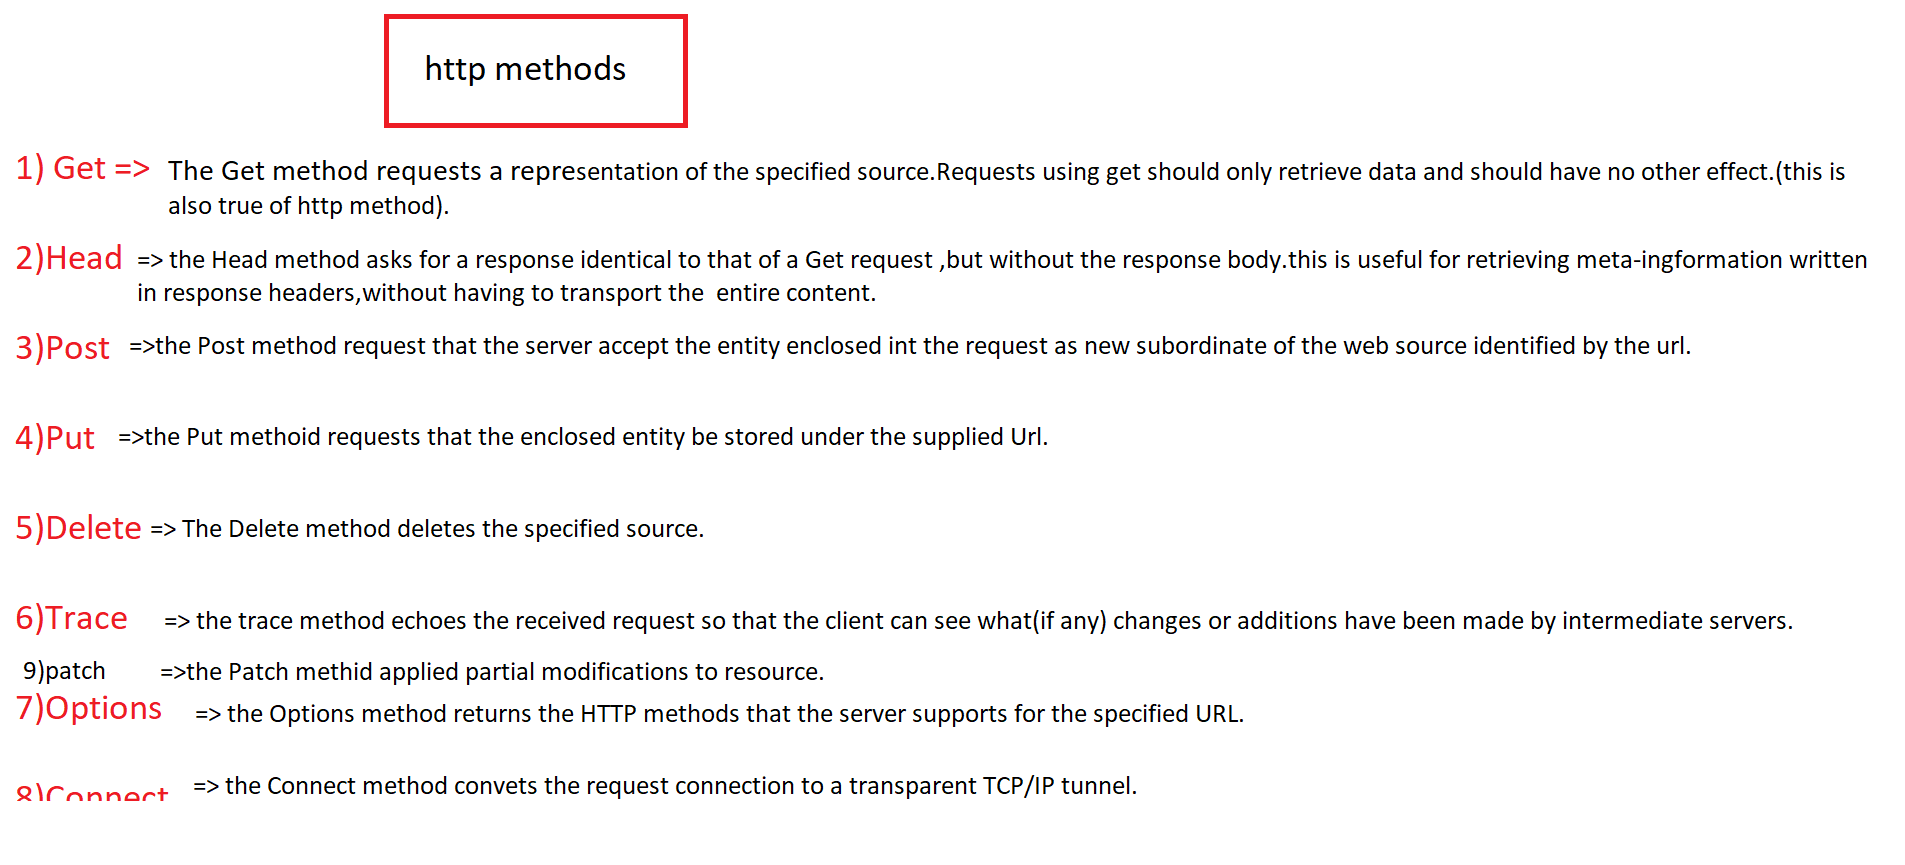 http methods
1) Get => The Get method requests a representation of the specified source.Requests using get should only retrieve data and should have no other effect.(this is
also true of http method).
2)Head => the Head method asks for a response identical to that of a Get request ,but without the response body.this is useful for retrieving meta-ingformation written
in response headers,without having to transport the  entire content.
3)Post =>the Post method request that the server accept the entity enclosed int the request as new subordinate of the web source identified by the url.
4)Put =>the Put methoid requests that the enclosed entity be stored under the supplied Url.
5)Delete => The Delete method deletes the specified source.
6)Trace => the trace method echoes the received request so that the client can see what(if any) changes or additions have been made by intermediate servers.
9)patch =>the Patch methid applied partial modifications to resource.
7)Options => the Options method returns the HTTP methods that the server supports for the specified URL.
8)Connect => the Connect method convets the request connection to a transparent TCP/IP tunnel.